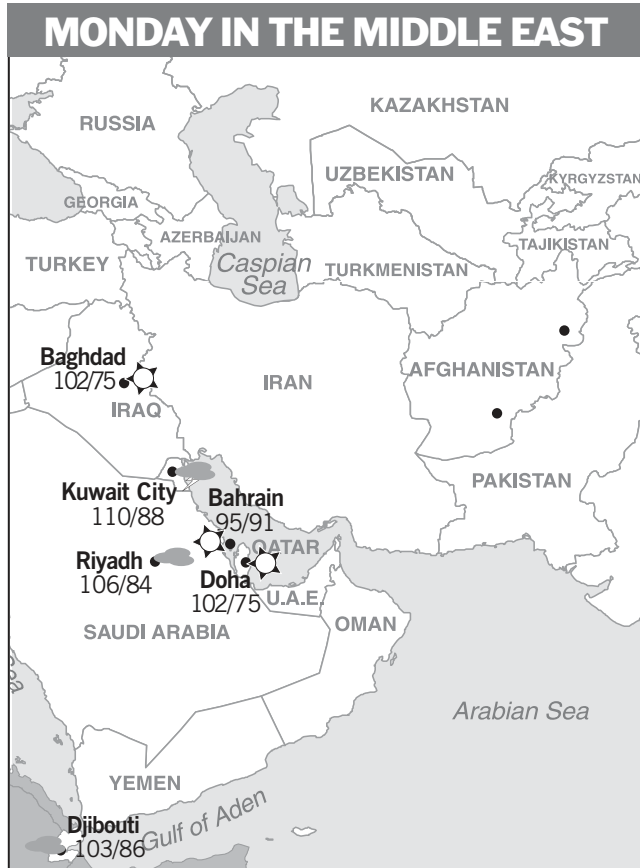 MONDAY IN THE MIDDLE EAST
KAZAKHSTAN
RUSSIA
UZBEKISTAN
KYRGYZSTAN
GEORGIA
AZERBAIJAN
TAJIKISTAN
TURKEY
Caspian
Sea
TURKMENISTAN
Baghdad
102/75
IRAQ
IRAN
AFGHANISTAN
PAKISTAN
Kuwait City
110/88
Bahrain
95/91
QATAR
Riyadh
106/84
Doha
102/75
U.A.E.
SAUDI ARABIA
OMAN
Arabian Sea
YEMEN
Gulf of Aden
Djibouti
103/86